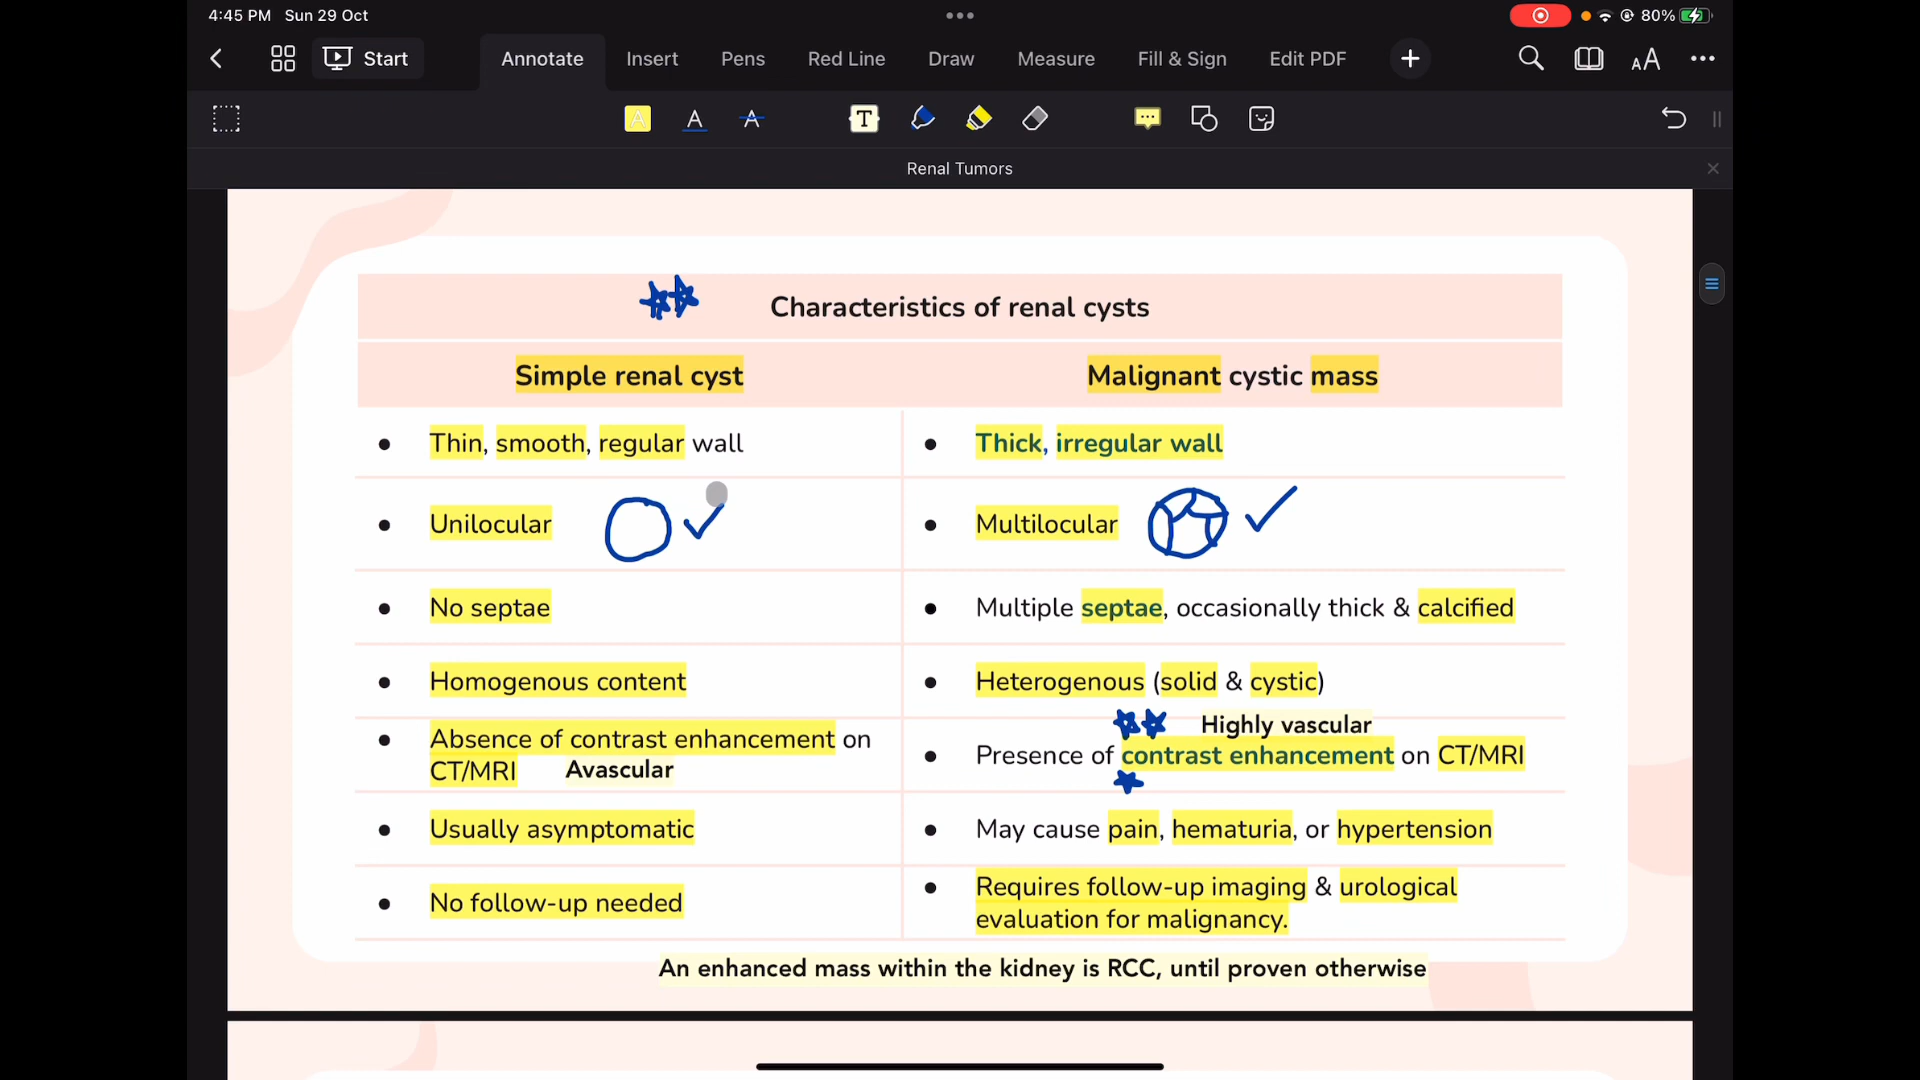 4:45 PM Sun 29 Oct
80%
Start
Annotate Insert Pens Red Line Draw Measure Fill & Sign Edit PDF
AA
A A A T
Renal Tumors
Characteristics of renal cysts
Simple renal cyst Malignant cystic mass
Thin, smooth, regular wall
Thick, irregular wall
Unilocular
Multilocular
No septae
Multiple septae, occasionally thick & calcified
Homogenous content
Heterogenous (solid & cystic)
Absence of contrast enhancement on
CT/MRI Avascular
Highly vascular
Presence of contrast enhancement on CT/MRI
Usually asymptomatic
May cause pain, hematuria, or hypertension
No follow-up needed
Requires follow-up imaging & urological
evaluation for malignancy.
An enhanced mass within the kidney is RCC, until proven otherwise